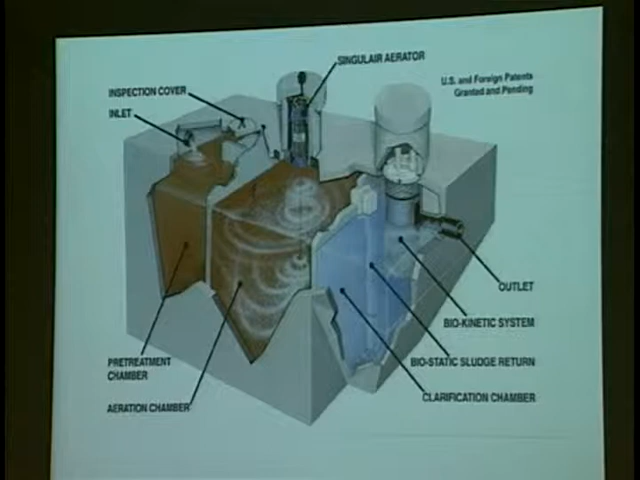 SINGULAIR AERATOR
U.S. and Foreign Patents
Granted and Pending
INSPECTION COVER
INLET
OUTLET
BIO-KINETIC SYSTEM
BIO-STATIC SLUDGE RETURN
CLARIFICATION CHAMBER
PRETREATMENT
CHAMBER
AERATION CHAMBER